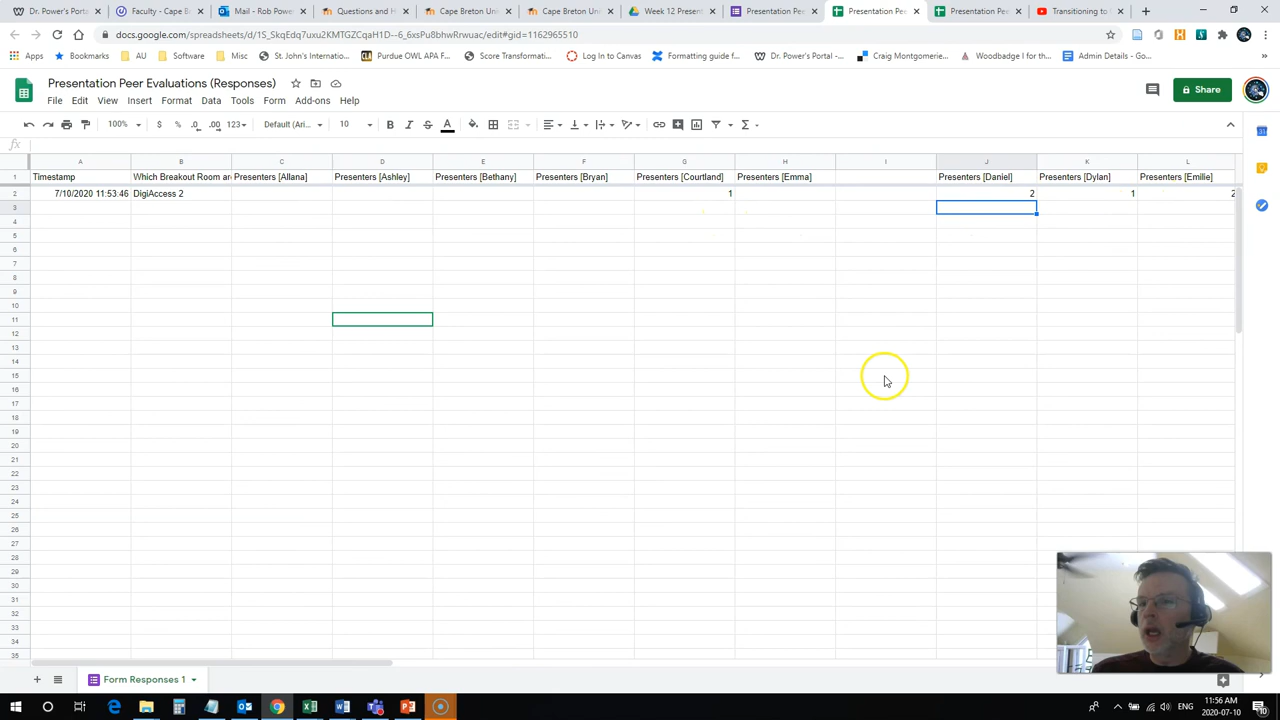 Dr. Power's Porta
Faculty - Cape B
Mail - Rob Powe
Questions and H
Cape Breton Uni
Cape Breton Uni
Week 12 Present
Presentation Pee
Presentation Pe
Presentation Pe
Transitioning to
docs.google.com/spreadsheets/d/1S_SkqEdq7uxu2KMTGZCqaH1D--6_6xsPu8bhwRrwuac/edit#gid=1162965510
Apps
Bookmarks
AU
Software
Misc
St. John's Internatio...
Purdue OWL APA F...
Score Transformatio...
Log In to Canvas
Formatting guide f...
Dr. Power's Portal -...
Craig Montgomerie...
Woodbadge I for th...
Admin Details - Go...
Presentation Peer Evaluations (Responses)
File Edit View Insert Format Data Tools Form Add-ons Help
Share
100% $ % .0 .00 123 Default (Ari... 10
fx
A B C D E F G H I J K L
1 Timestamp Which Breakout Room ar Presenters [Allana] Presenters [Ashley] Presenters [Bethany] Presenters [Bryan] Presenters [Courtland] Presenters [Emma] Presenters [Daniel] Presenters [Dylan] Presenters [Emilie]
2 7/10/2020 11:53:46 DigiAccess 2 1 2 1 2
3
4
5
6
7
8
9
10
11
12
13
14
15
16
17
18
19
20
21
22
23
24
25
26
27
28
29
30
31
32
33
34
35
Form Responses 1
ENG
11:56 AM
2020-07-10
10